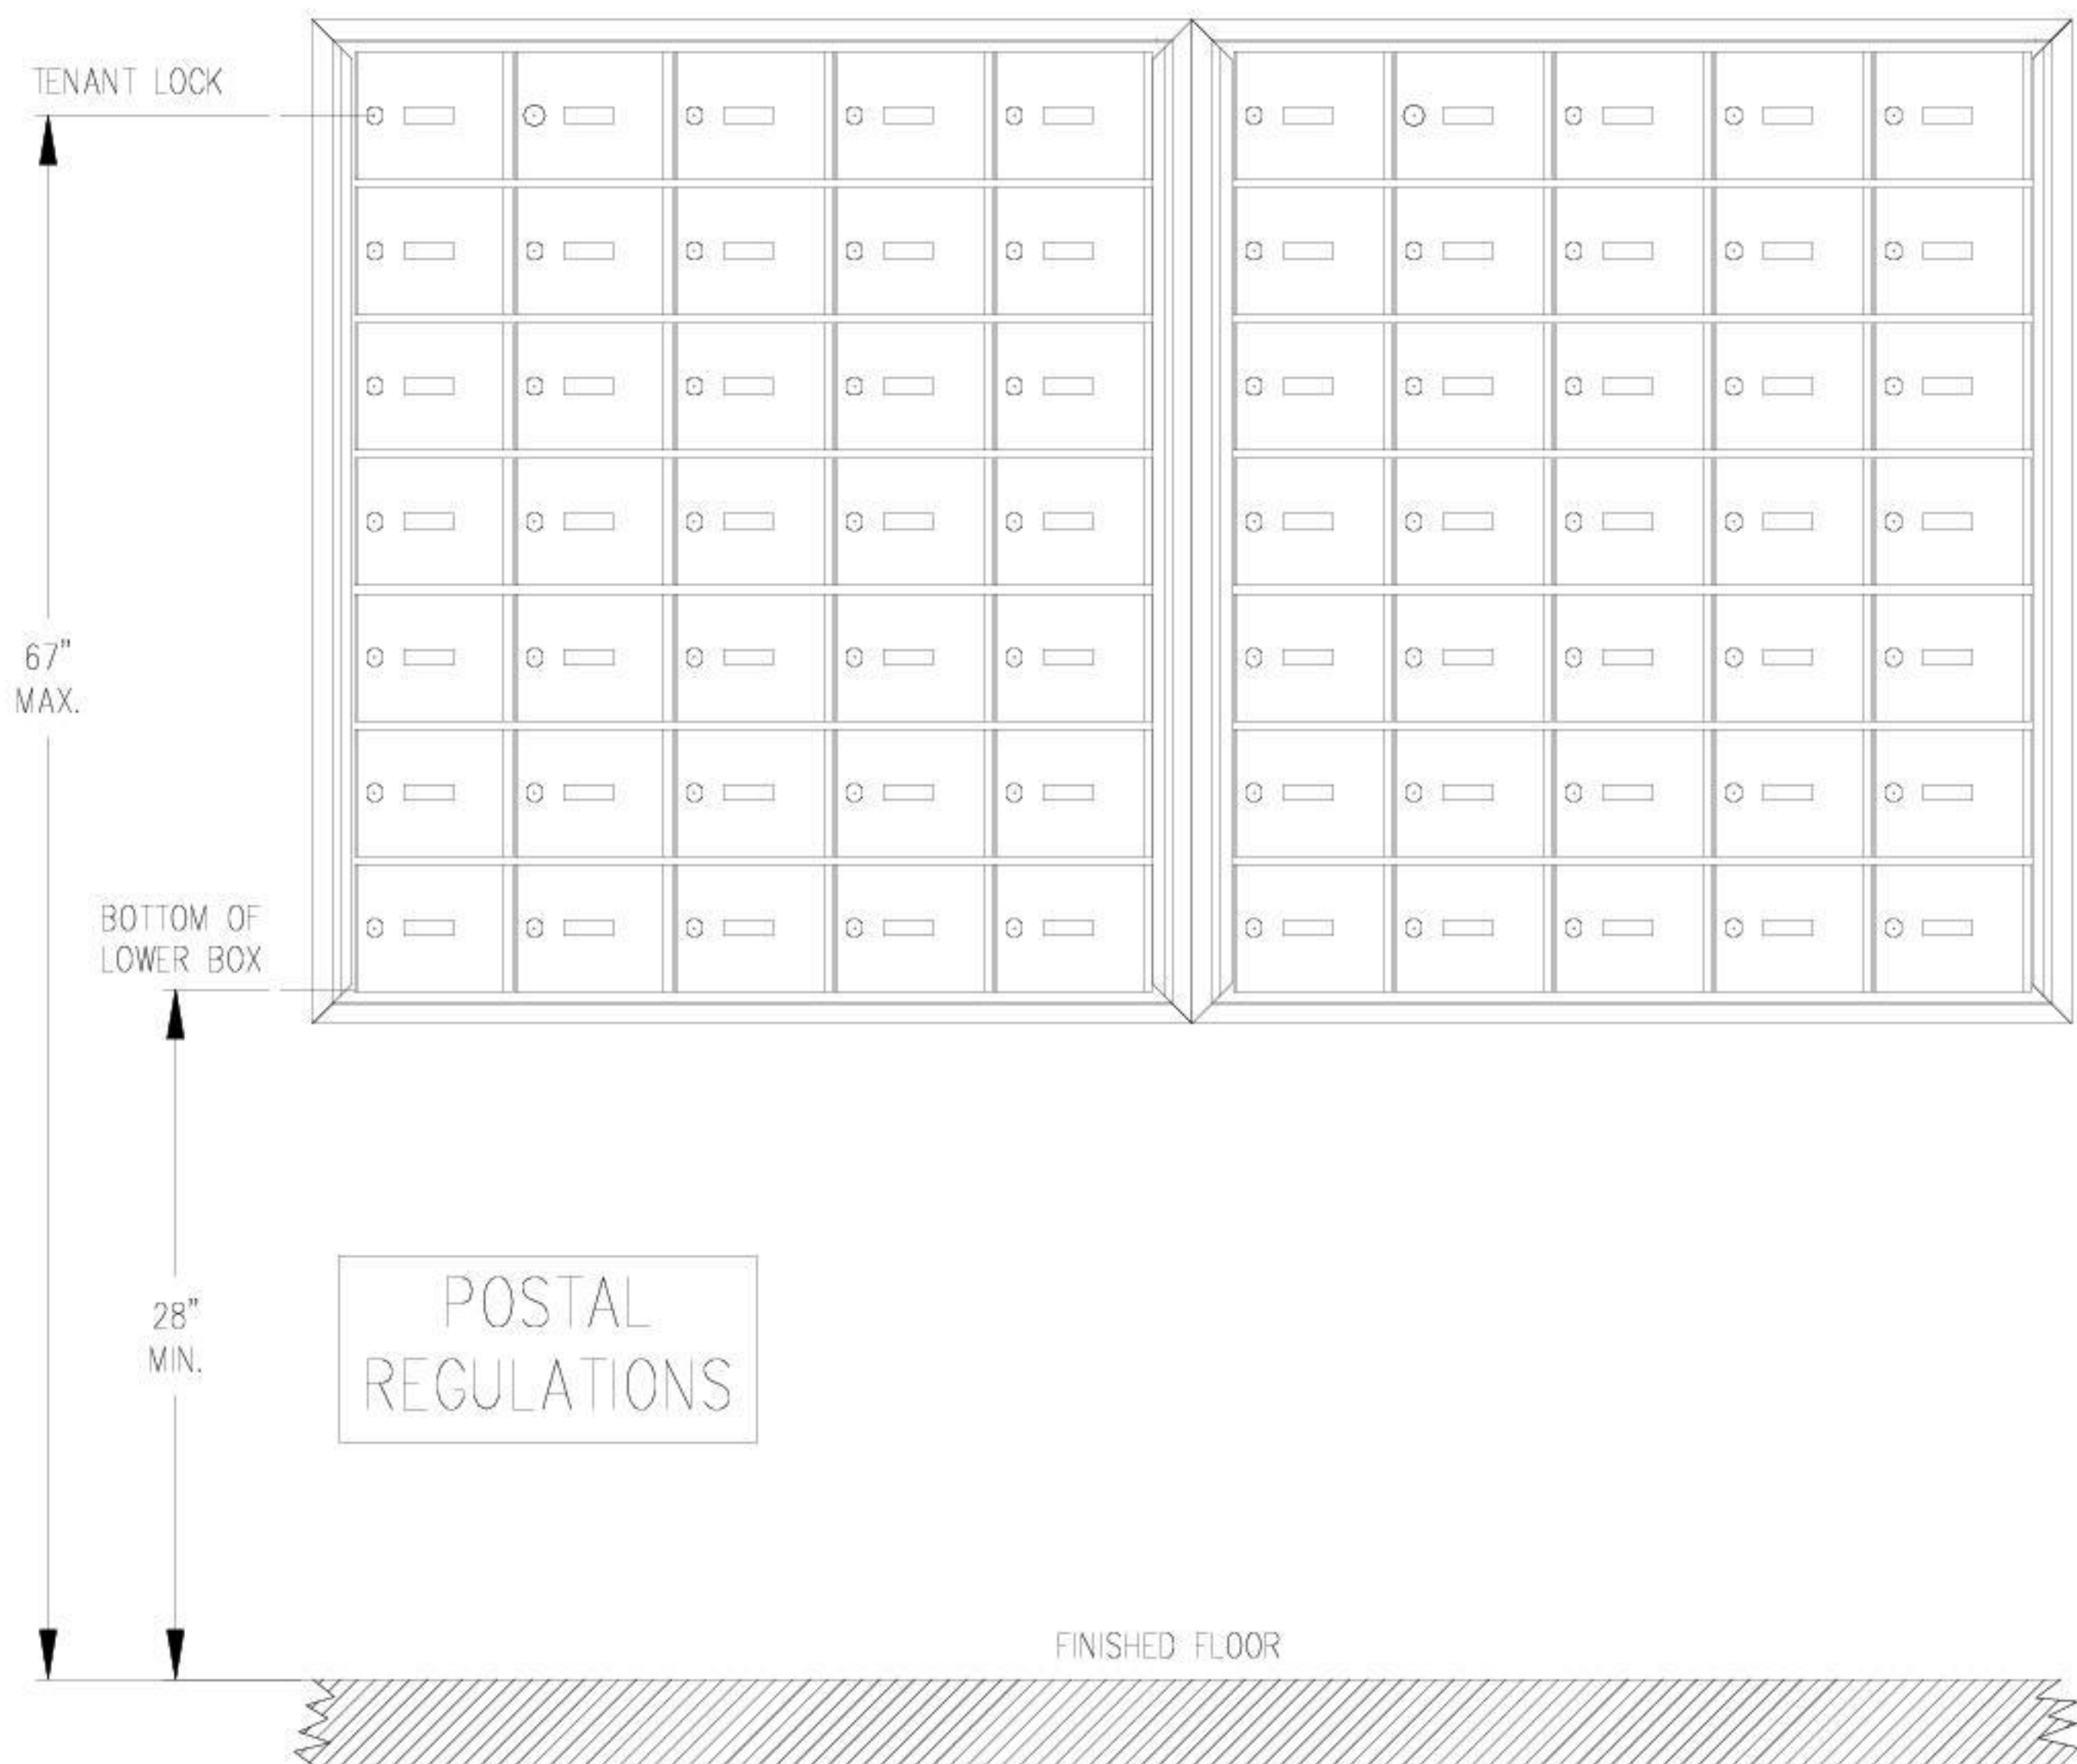 TENANT LOCK
67"
MAX.
BOTTOM OF
LOWER BOX
28"
MIN.
POSTAL
REGULATIONS
FINISHED FLOOR